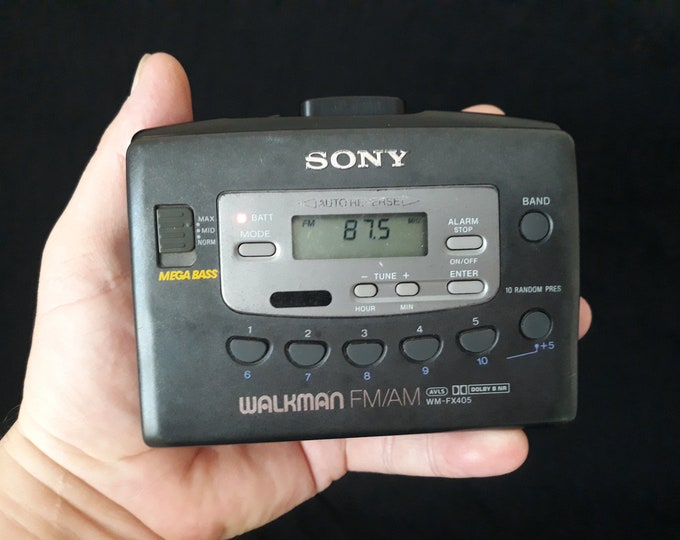 SONY
AUTO REVERSE
BATT
MODE
FM 87.5 MHz
ALARM
STOP
ON/OFF
ENTER
BAND
MAX
MID
NORM
MEGA BASS
− TUNE +
HOUR MIN
10 RANDOM PRES
1 2 3 4 5
6 7 8 9 10 +5
WALKMAN FM/AM AVLS DOLBY B NR
WM-FX405